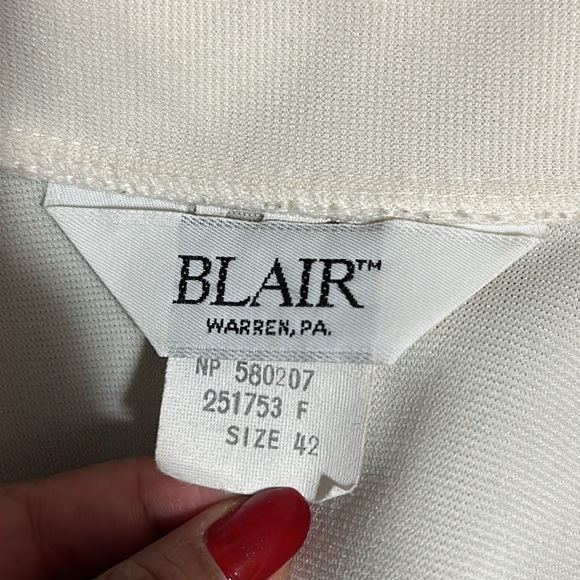 BLAIR™
WARREN, PA.
NP 580207
251753 F
SIZE 42